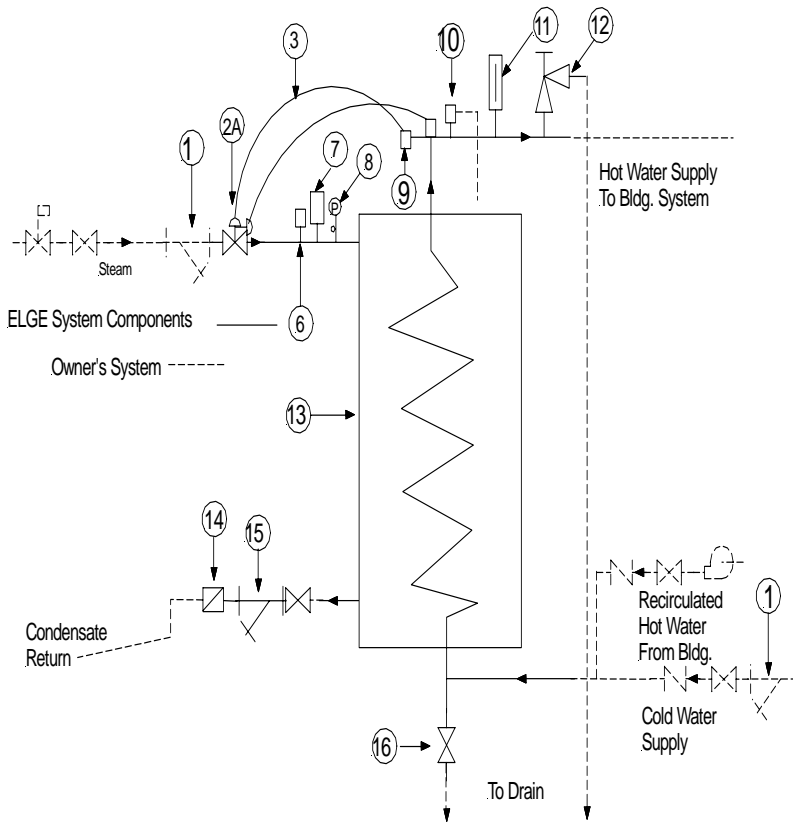 11
3
10
12
2A
7
1
8
Hot Water Supply
To Bldg. System
9
P
Steam
ELGE System Components
6
Owner's System
13
14
15
Recirculated
Hot Water
From Bldg.
1
Condensate
Return
Cold Water
Supply
16
To Drain